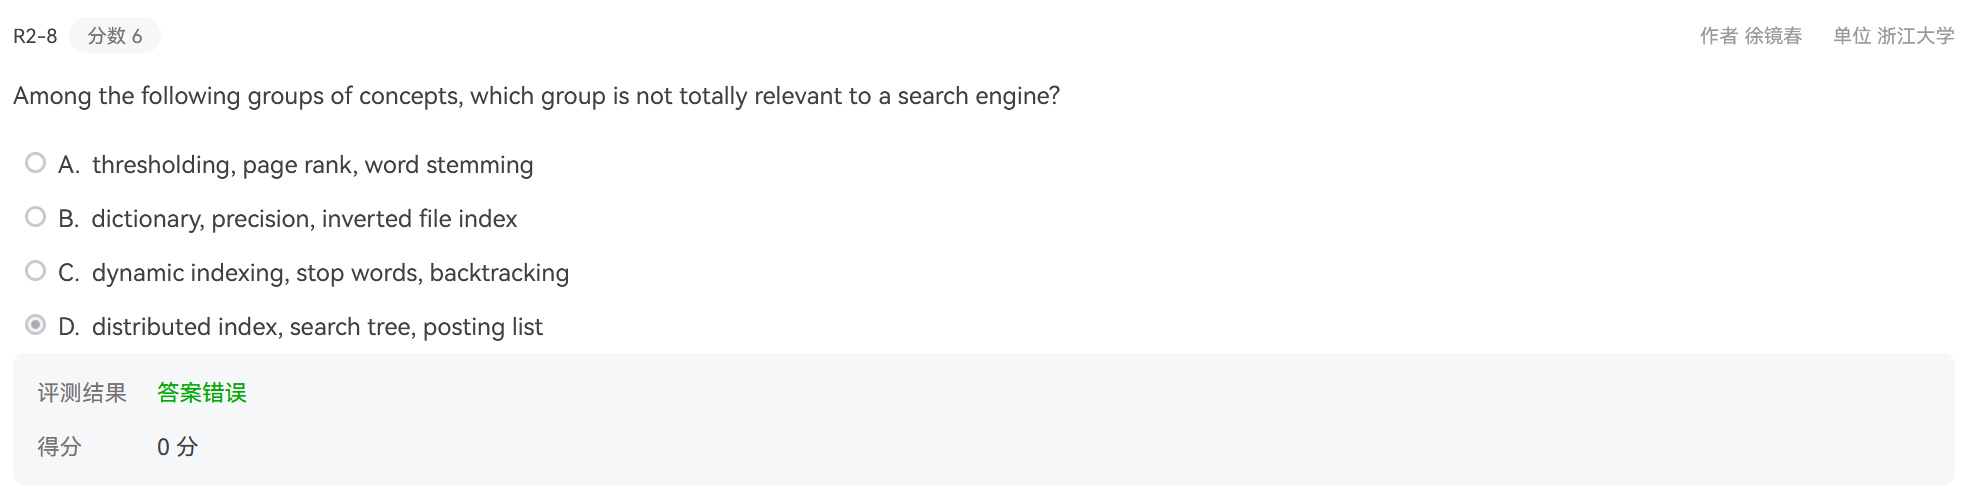 R2-8 分数 6 作者 徐镜春 单位 浙江大学
Among the following groups of concepts, which group is not totally relevant to a search engine?
A. thresholding, page rank, word stemming
B. dictionary, precision, inverted file index
C. dynamic indexing, stop words, backtracking
D. distributed index, search tree, posting list
评测结果 答案错误
得分 0 分